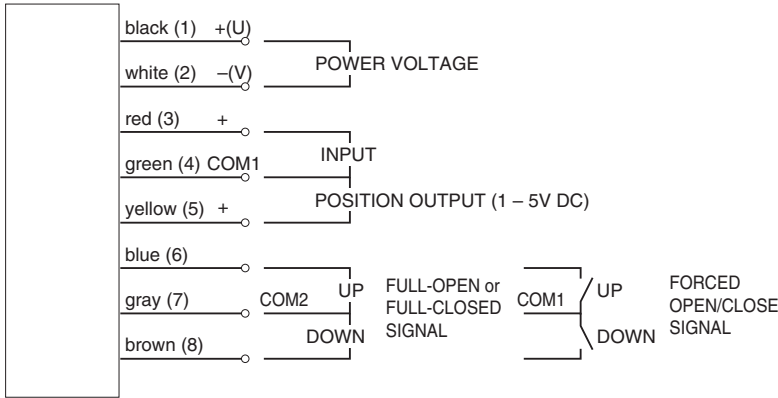 black (1) +(U)
POWER VOLTAGE
white (2) –(V)
red (3) +
INPUT
green (4) COM1
POSITION OUTPUT (1 – 5V DC)
yellow (5) +
blue (6)
UP
FULL-OPEN or
FULL-CLOSED
SIGNAL
gray (7) COM2
DOWN
brown (8)
COM1
UP
DOWN
FORCED
OPEN/CLOSE
SIGNAL